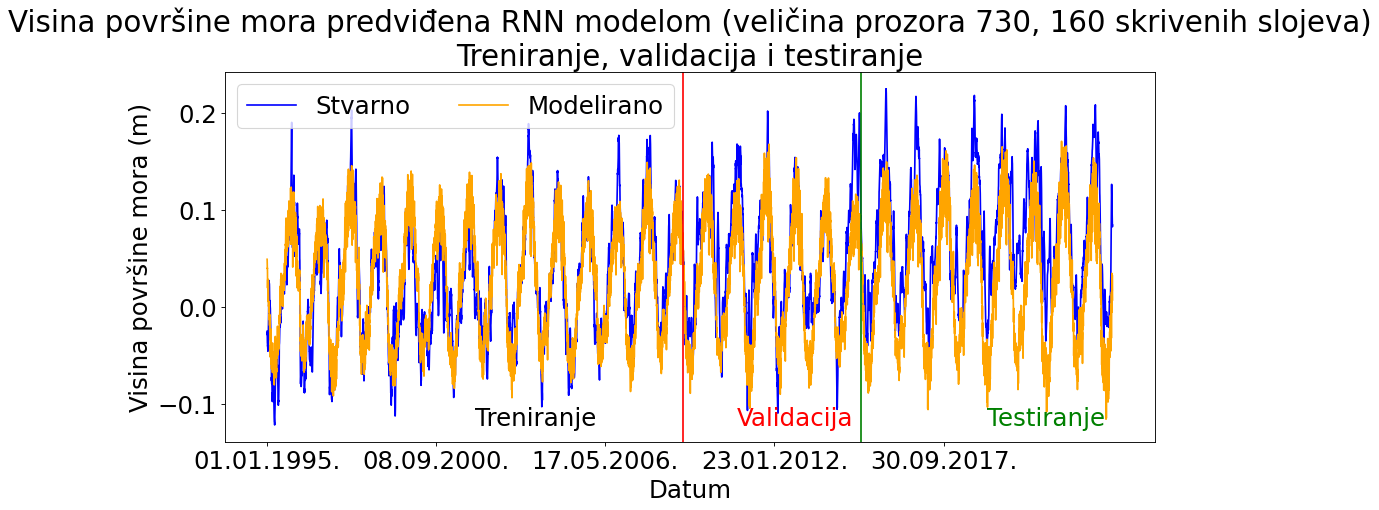 Visina površine mora predviđena RNN modelom (veličina prozora 730, 160 skrivenih slojeva)
Treniranje, validacija i testiranje
Stvarno
Modelirano
Visina površine mora (m)
0.2
0.1
0.0
−0.1
Treniranje
Validacija
Testiranje
01.01.1995.
08.09.2000.
17.05.2006.
23.01.2012.
30.09.2017.
Datum